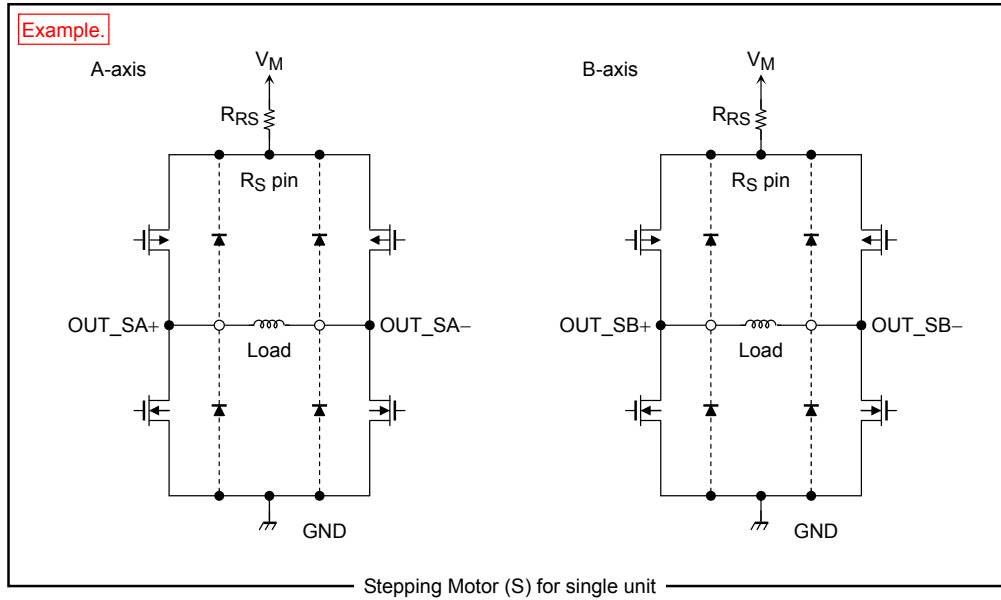 Example.
A-axis
VM
RRS
RS pin
OUT_SA+
Load
OUT_SA−
GND
B-axis
VM
RRS
RS pin
OUT_SB+
Load
OUT_SB−
GND
Stepping Motor (S) for single unit